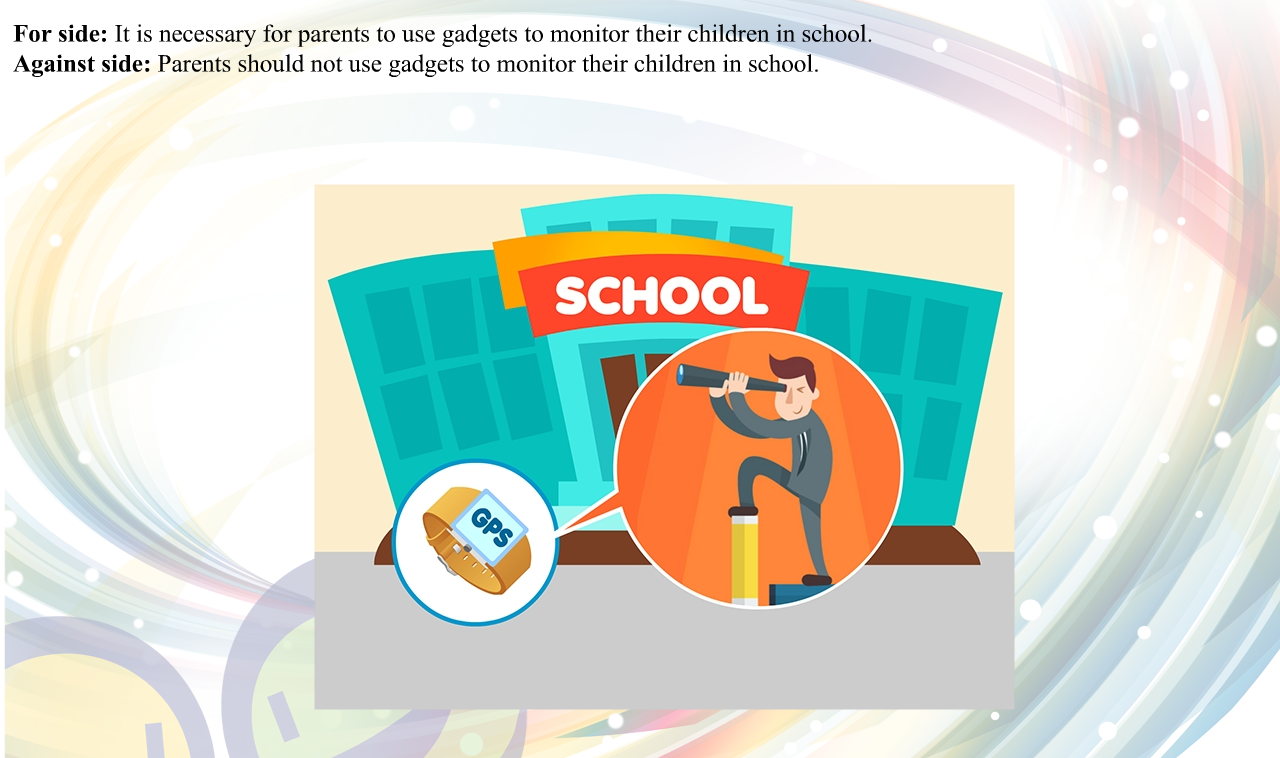 For side: It is necessary for parents to use gadgets to monitor their children in school.
Against side: Parents should not use gadgets to monitor their children in school.
SCHOOL
GPS